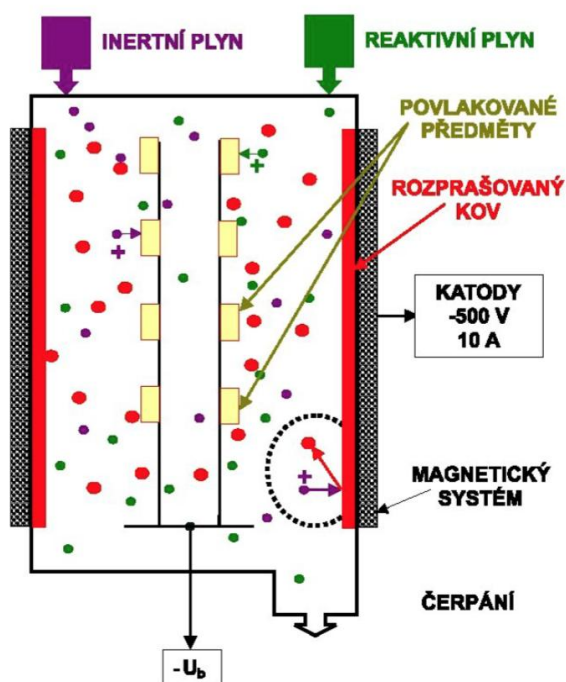 INERTNÍ PLYN
REAKTIVNÍ PLYN
POVLAKOVANÉ
PŘEDMĚTY
ROZPRAŠOVANÝ
KOV
KATODY
-500 V
10 A
+
+
+
MAGNETICKÝ
SYSTÉM
ČERPÁNÍ
-U_b